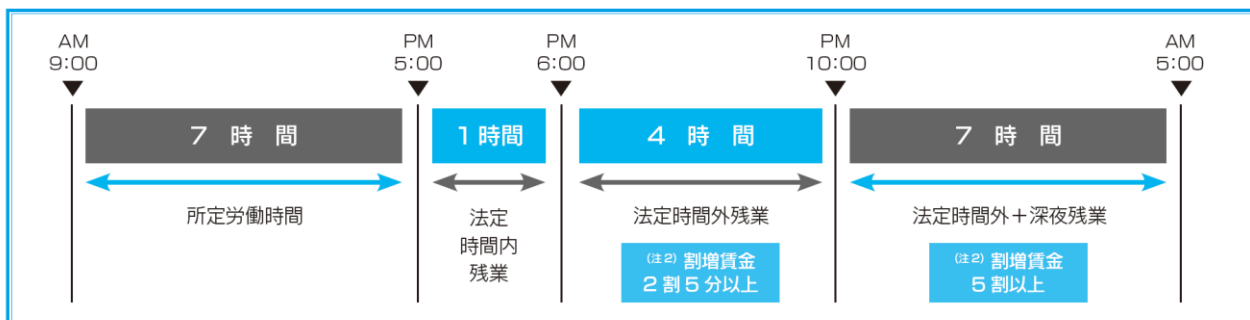 AM
9:00
PM
5:00
PM
6:00
PM
10:00
AM
5:00
7時間
1時間
4時間
7時間
所定労働時間
法定
時間内
残業
法定時間外残業
(注2) 割増賃金
2割5分以上
法定時間外＋深夜残業
(注2) 割増賃金
5割以上